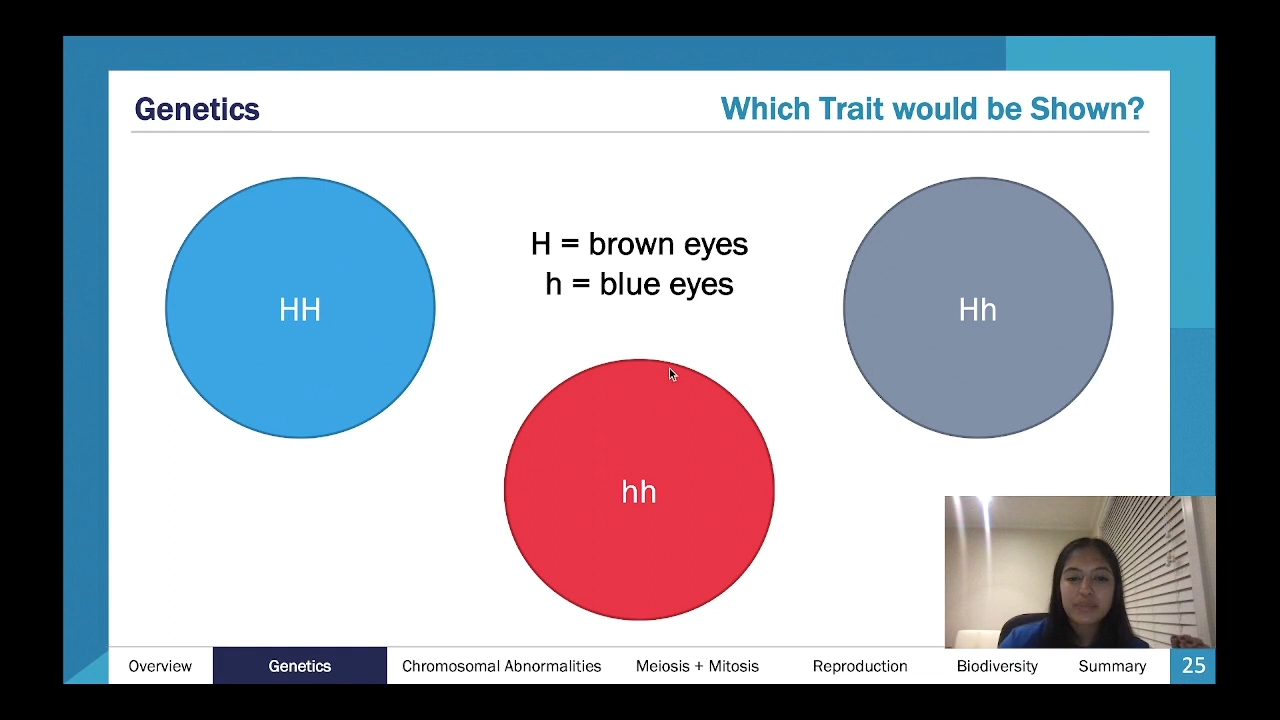 Genetics
Which Trait would be Shown?
H = brown eyes
h = blue eyes
HH
Hh
hh
Overview
Genetics
Chromosomal Abnormalities
Meiosis + Mitosis
Reproduction
Biodiversity
Summary
25